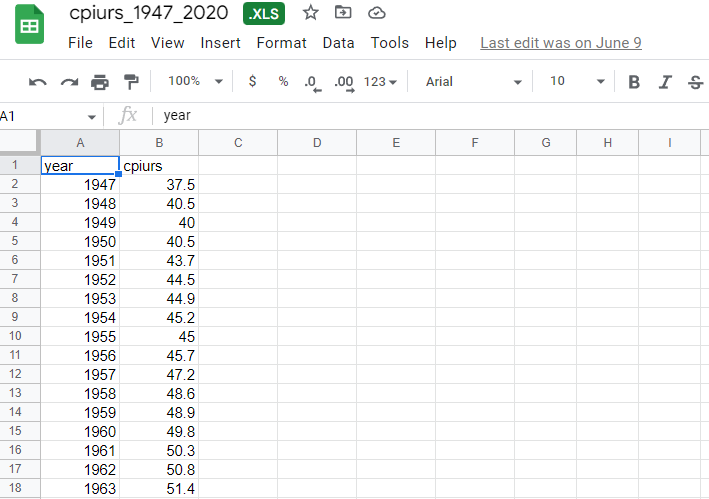 cpiurs_1947_2020 .XLS
File Edit View Insert Format Data Tools Help Last edit was on June 9
100% $ % .0 .00 123 Arial 10 B I S
A1 fx year
A B C D E F G H I
1 year cpiurs
2 1947 37.5
3 1948 40.5
4 1949 40
5 1950 40.5
6 1951 43.7
7 1952 44.5
8 1953 44.9
9 1954 45.2
10 1955 45
11 1956 45.7
12 1957 47.2
13 1958 48.6
14 1959 48.9
15 1960 49.8
16 1961 50.3
17 1962 50.8
18 1963 51.4